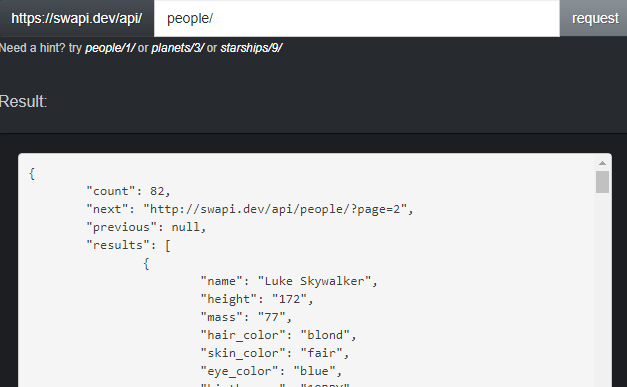 https://swapi.dev/api/ people/ request
Need a hint? try people/1/ or planets/3/ or starships/9/
Result:
{
"count": 82,
"next": "http://swapi.dev/api/people/?page=2",
"previous": null,
"results": [
{
"name": "Luke Skywalker",
"height": "172",
"mass": "77",
"hair_color": "blond",
"skin_color": "fair",
"eye_color": "blue",